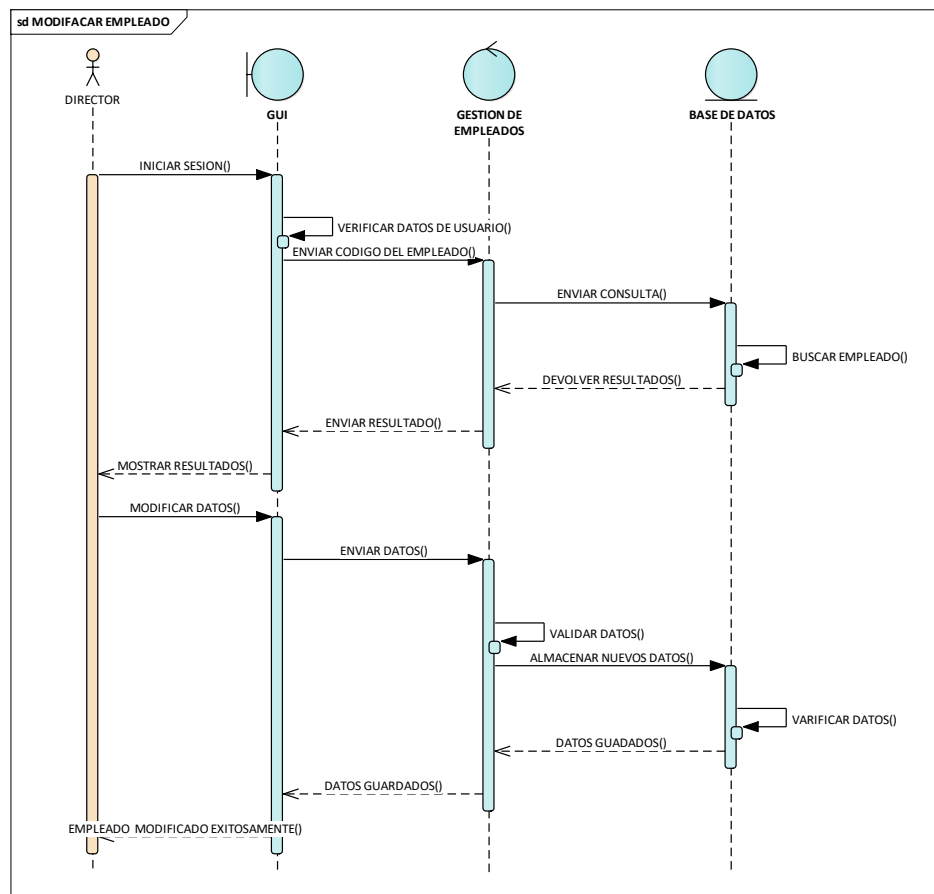 sd MODIFACAR EMPLEADO
DIRECTOR
GUI
GESTION DE
EMPLEADOS
BASE DE DATOS
INICIAR SESION()
VERIFICAR DATOS DE USUARIO()
ENVIAR CODIGO DEL EMPLEADO()
ENVIAR CONSULTA()
BUSCAR EMPLEADO()
DEVOLVER RESULTADOS()
ENVIAR RESULTADO()
MOSTRAR RESULTADOS()
MODIFICAR DATOS()
ENVIAR DATOS()
VALIDAR DATOS()
ALMACENAR NUEVOS DATOS()
VARIFICAR DATOS()
DATOS GUADADOS()
DATOS GUARDADOS()
EMPLEADO MODIFICADO EXITOSAMENTE()